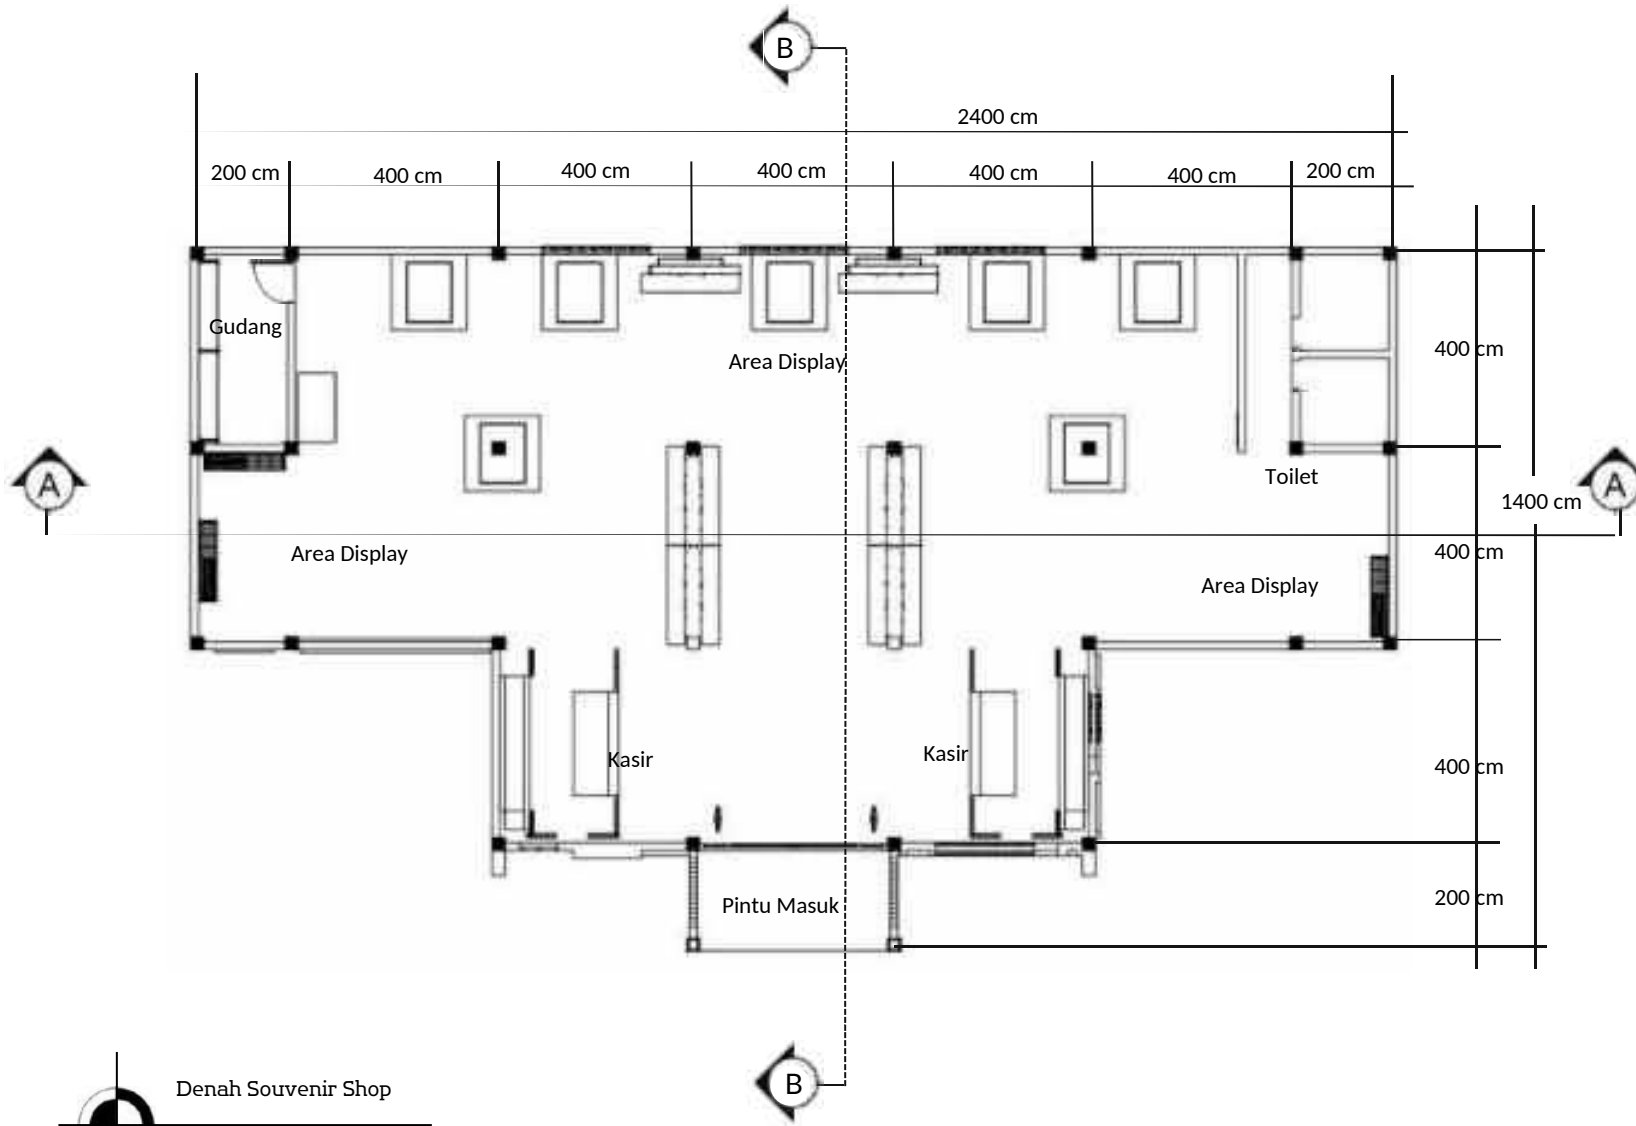 B
2400 cm
200 cm
400 cm
400 cm
400 cm
400 cm
400 cm
200 cm
Gudang
Area Display
400 cm
A
Toilet
A
1400 cm
Area Display
400 cm
Area Display
Kasir
Kasir
400 cm
Pintu Masuk
200 cm
B
Denah Souvenir Shop